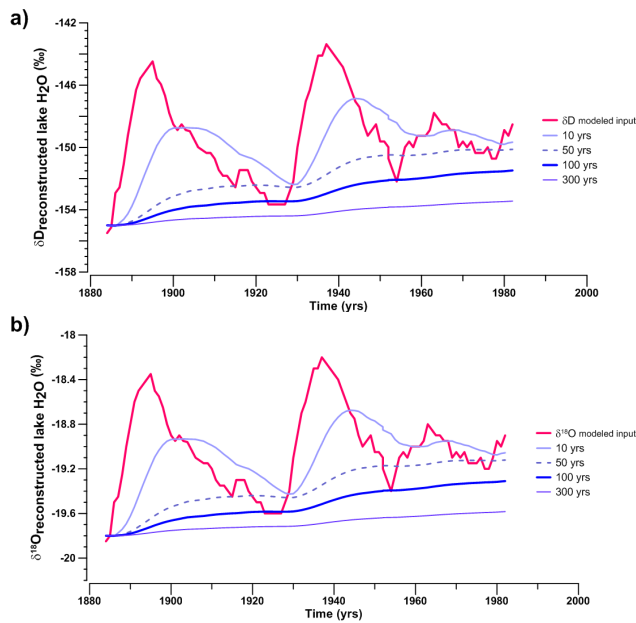 a)
δDreconstructed lake H2O (‰)
-142
-146
-150
-154
-158
1880
1900
1920
1940
1960
1980
2000
Time (yrs)
δD modeled input
10 yrs
50 yrs
100 yrs
300 yrs
b)
δ18Oreconstructed lake H2O (‰)
-18
-18.4
-18.8
-19.2
-19.6
-20
1880
1900
1920
1940
1960
1980
2000
Time (yrs)
δ18O modeled input
10 yrs
50 yrs
100 yrs
300 yrs